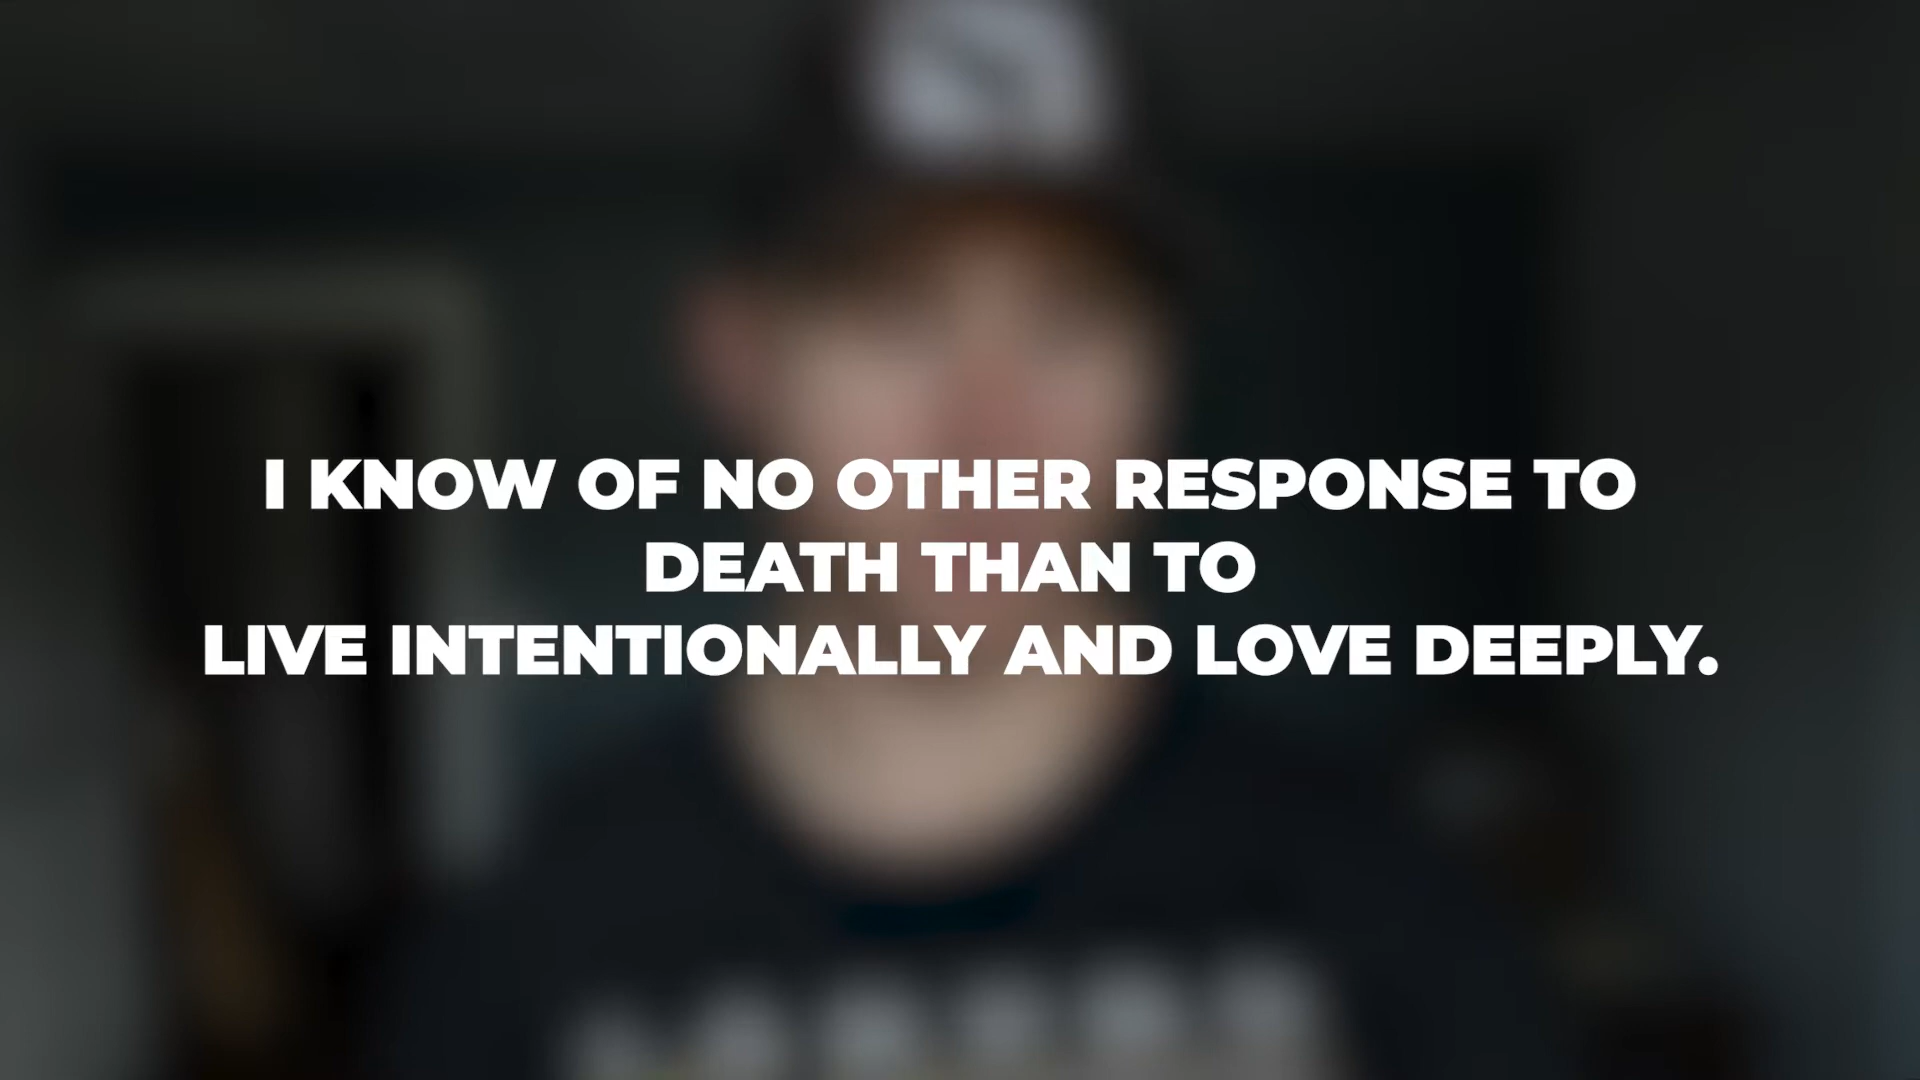 I KNOW OF NO OTHER RESPONSE TO
DEATH THAN TO
LIVE INTENTIONALLY AND LOVE DEEPLY.